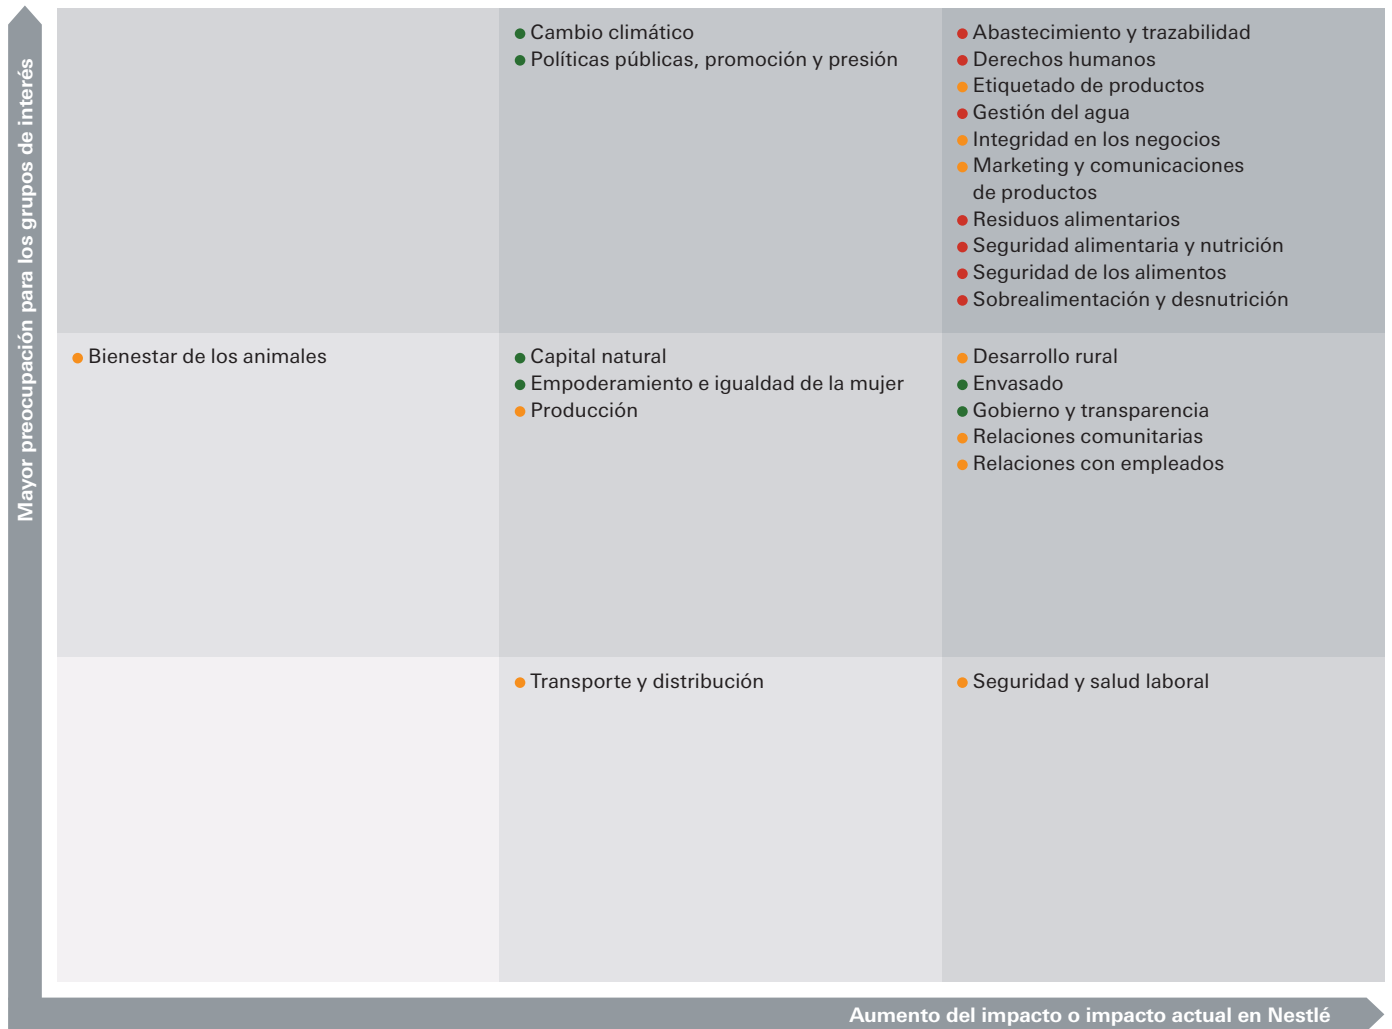 Mayor preocupación para los grupos de interés
Cambio climático
Políticas públicas, promoción y presión
Abastecimiento y trazabilidad
Derechos humanos
Etiquetado de productos
Gestión del agua
Integridad en los negocios
Marketing y comunicaciones
de productos
Residuos alimentarios
Seguridad alimentaria y nutrición
Seguridad de los alimentos
Sobrealimentación y desnutrición
Bienestar de los animales
Capital natural
Empoderamiento e igualdad de la mujer
Producción
Desarrollo rural
Envasado
Gobierno y transparencia
Relaciones comunitarias
Relaciones con empleados
Transporte y distribución
Seguridad y salud laboral
Aumento del impacto o impacto actual en Nestlé